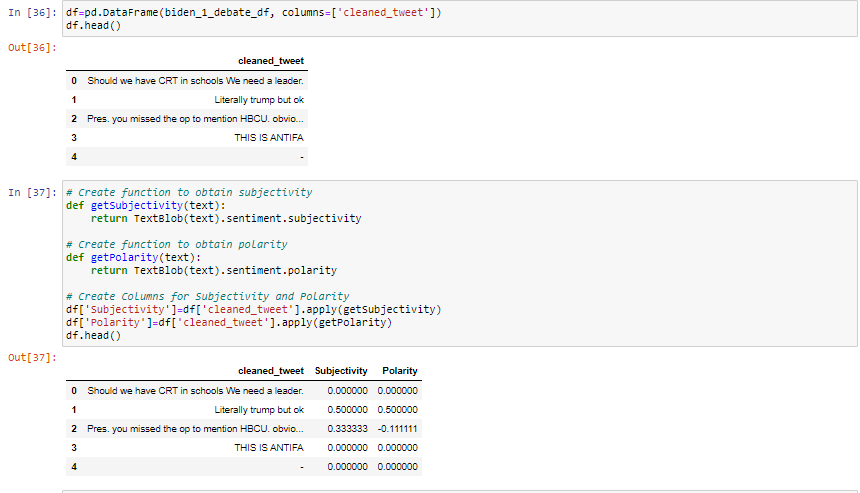 In [36]: df=pd.DataFrame(biden_1_debate_df, columns=['cleaned_tweet'])
df.head()
Out[36]:
cleaned_tweet
0 Should we have CRT in schools We need a leader.
1 Literally trump but ok
2 Pres. you missed the op to mention HBCU. obvio...
3 THIS IS ANTIFA
4 -
In [37]: # Create function to obtain subjectivity
def getSubjectivity(text):
return TextBlob(text).sentiment.subjectivity
# Create function to obtain polarity
def getPolarity(text):
return TextBlob(text).sentiment.polarity
# Create Columns for Subjectivity and Polarity
df['Subjectivity']=df['cleaned_tweet'].apply(getSubjectivity)
df['Polarity']=df['cleaned_tweet'].apply(getPolarity)
df.head()
Out[37]:
cleaned_tweet Subjectivity Polarity
0 Should we have CRT in schools We need a leader. 0.000000 0.000000
1 Literally trump but ok 0.500000 0.500000
2 Pres. you missed the op to mention HBCU. obvio... 0.333333 -0.111111
3 THIS IS ANTIFA 0.000000 0.000000
4 - 0.000000 0.000000